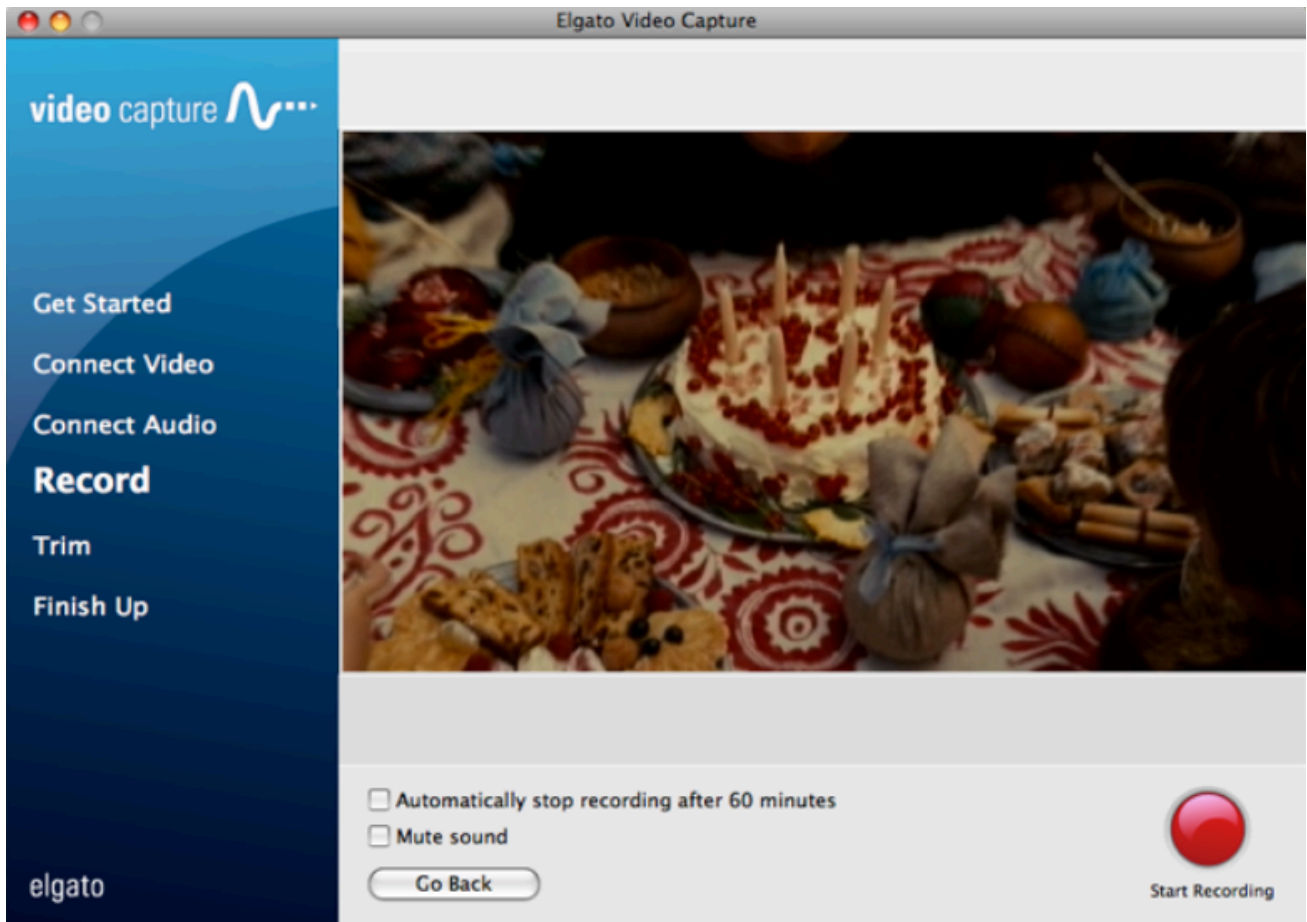 Elgato Video Capture
video capture
Get Started
Connect Video
Connect Audio
Record
Trim
Finish Up
elgato
Automatically stop recording after 60 minutes
Mute sound
Go Back
Start Recording